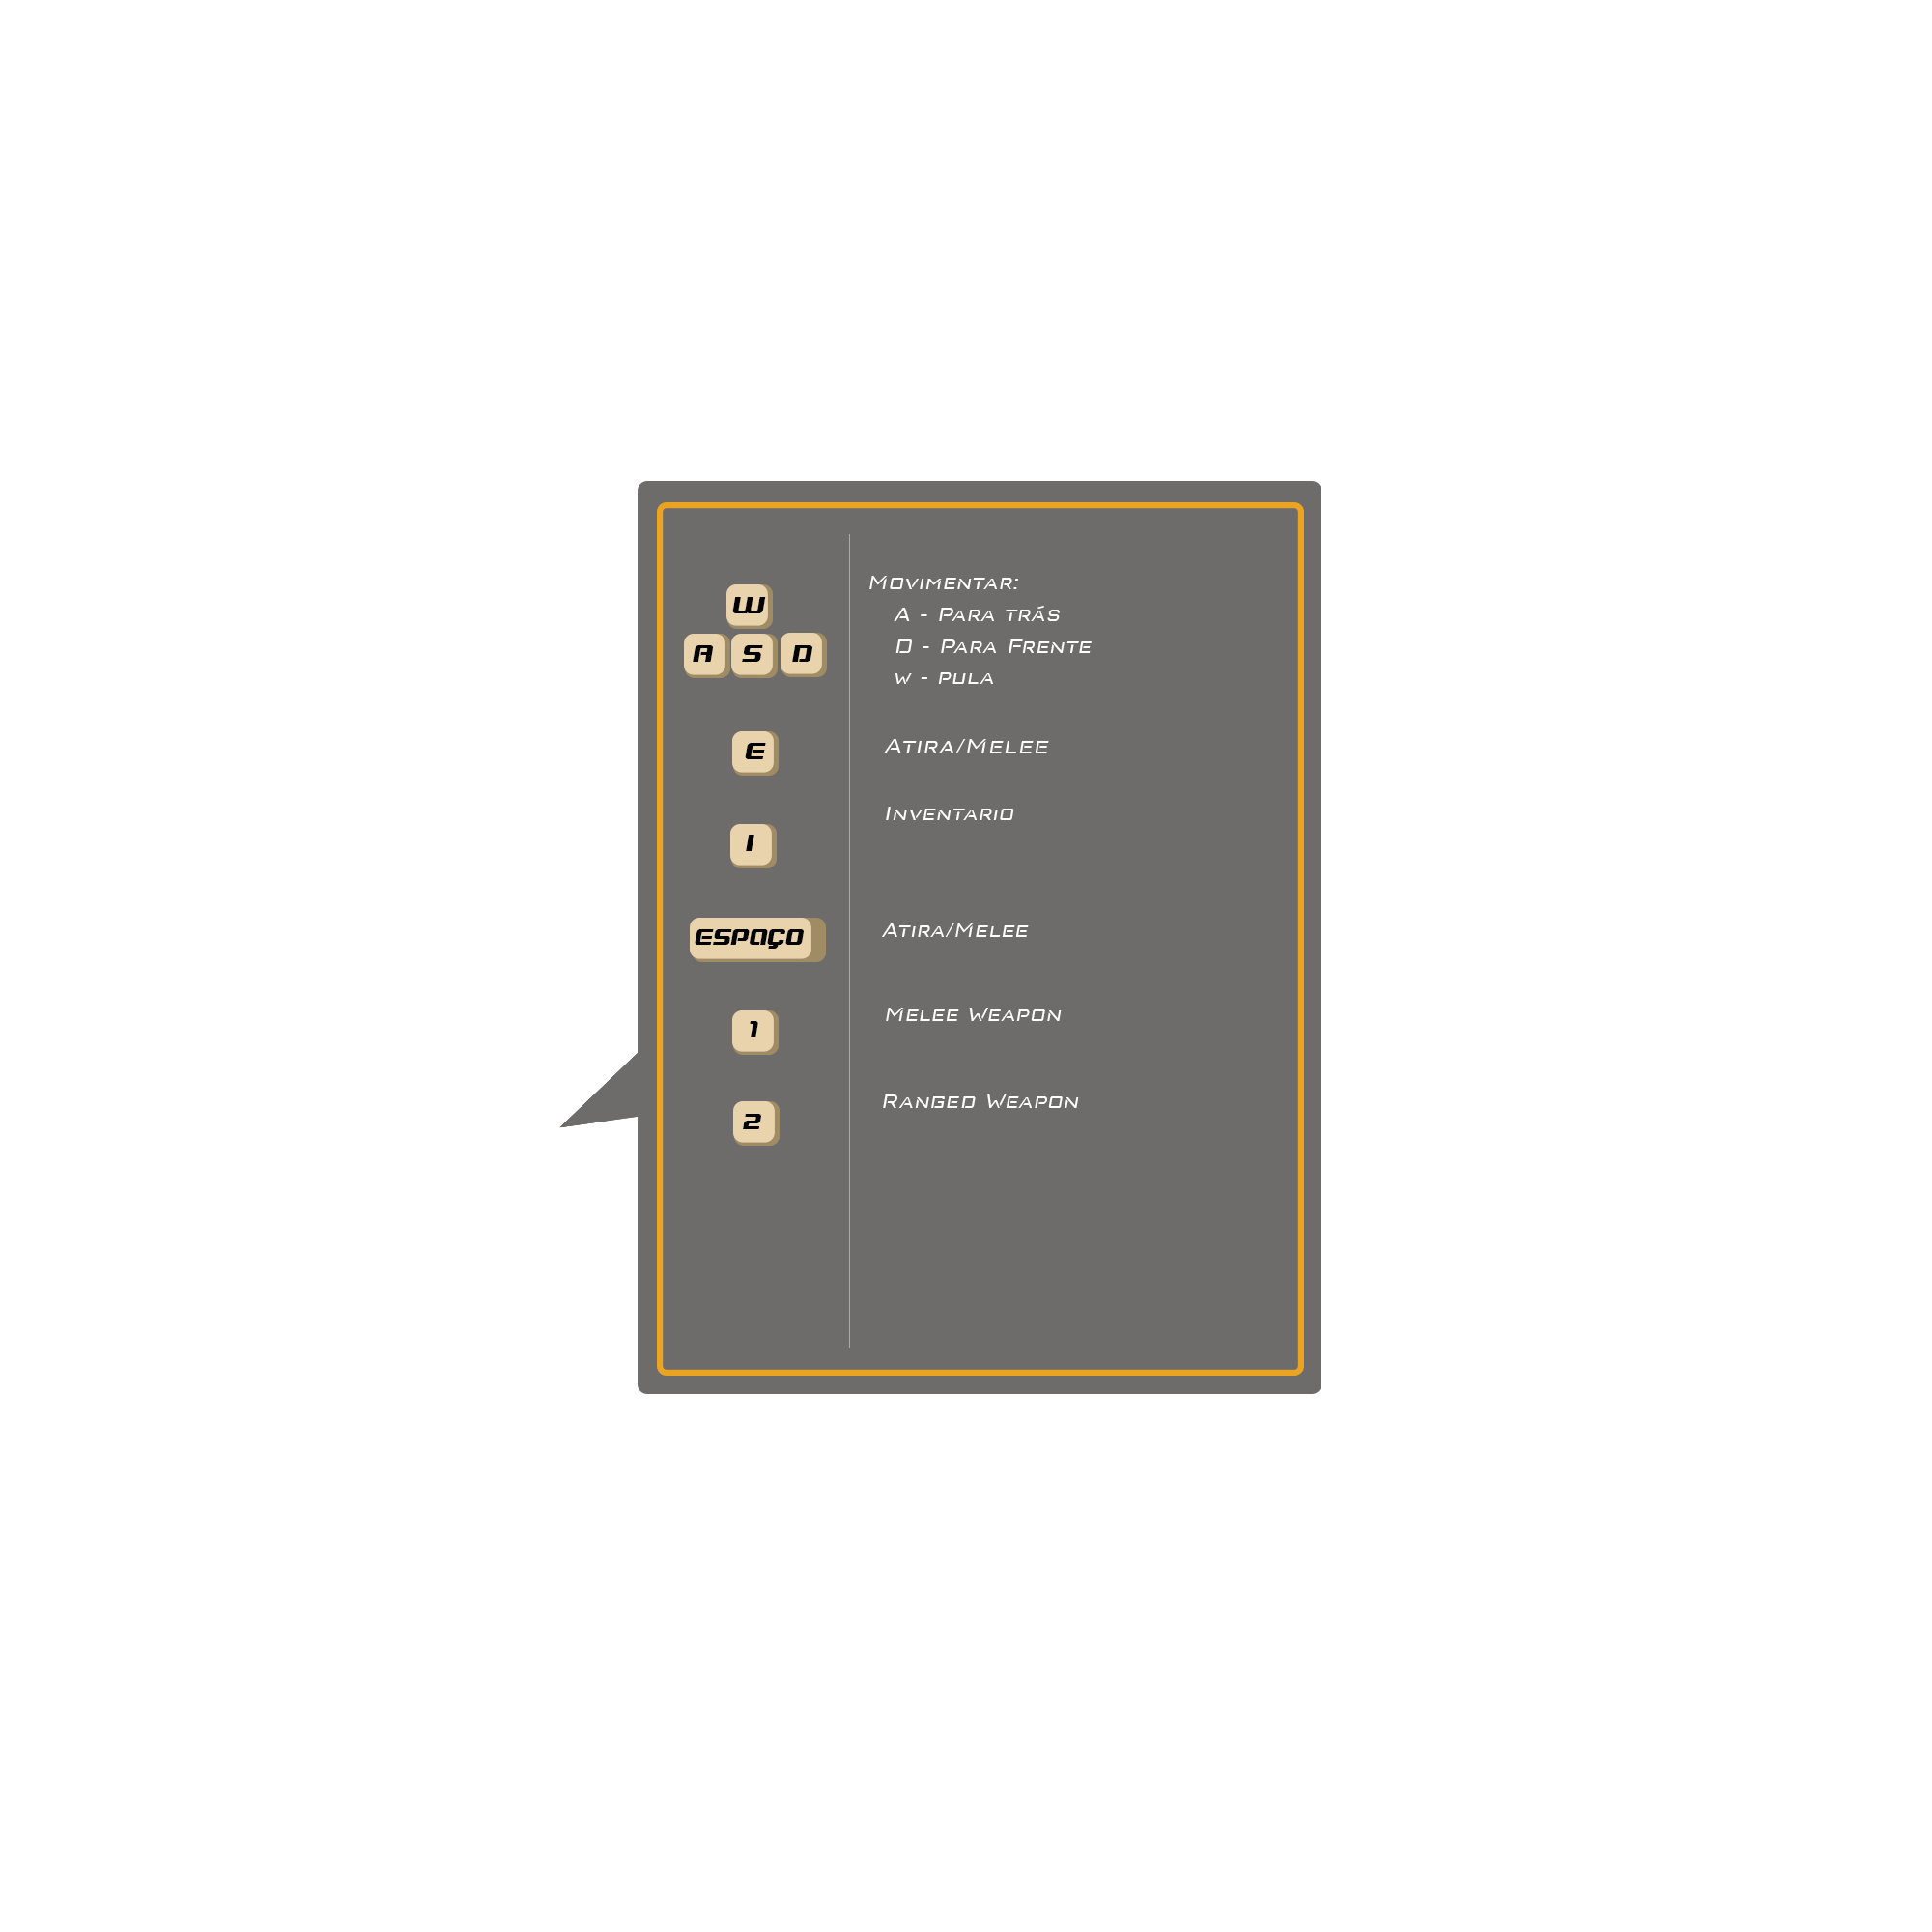 W
A S D
Movimentar:
A - Para trás
D - Para Frente
w - pula
E
Atira/Melee
I
Inventario
ESPAÇO
Atira/Melee
1
Melee Weapon
2
Ranged Weapon